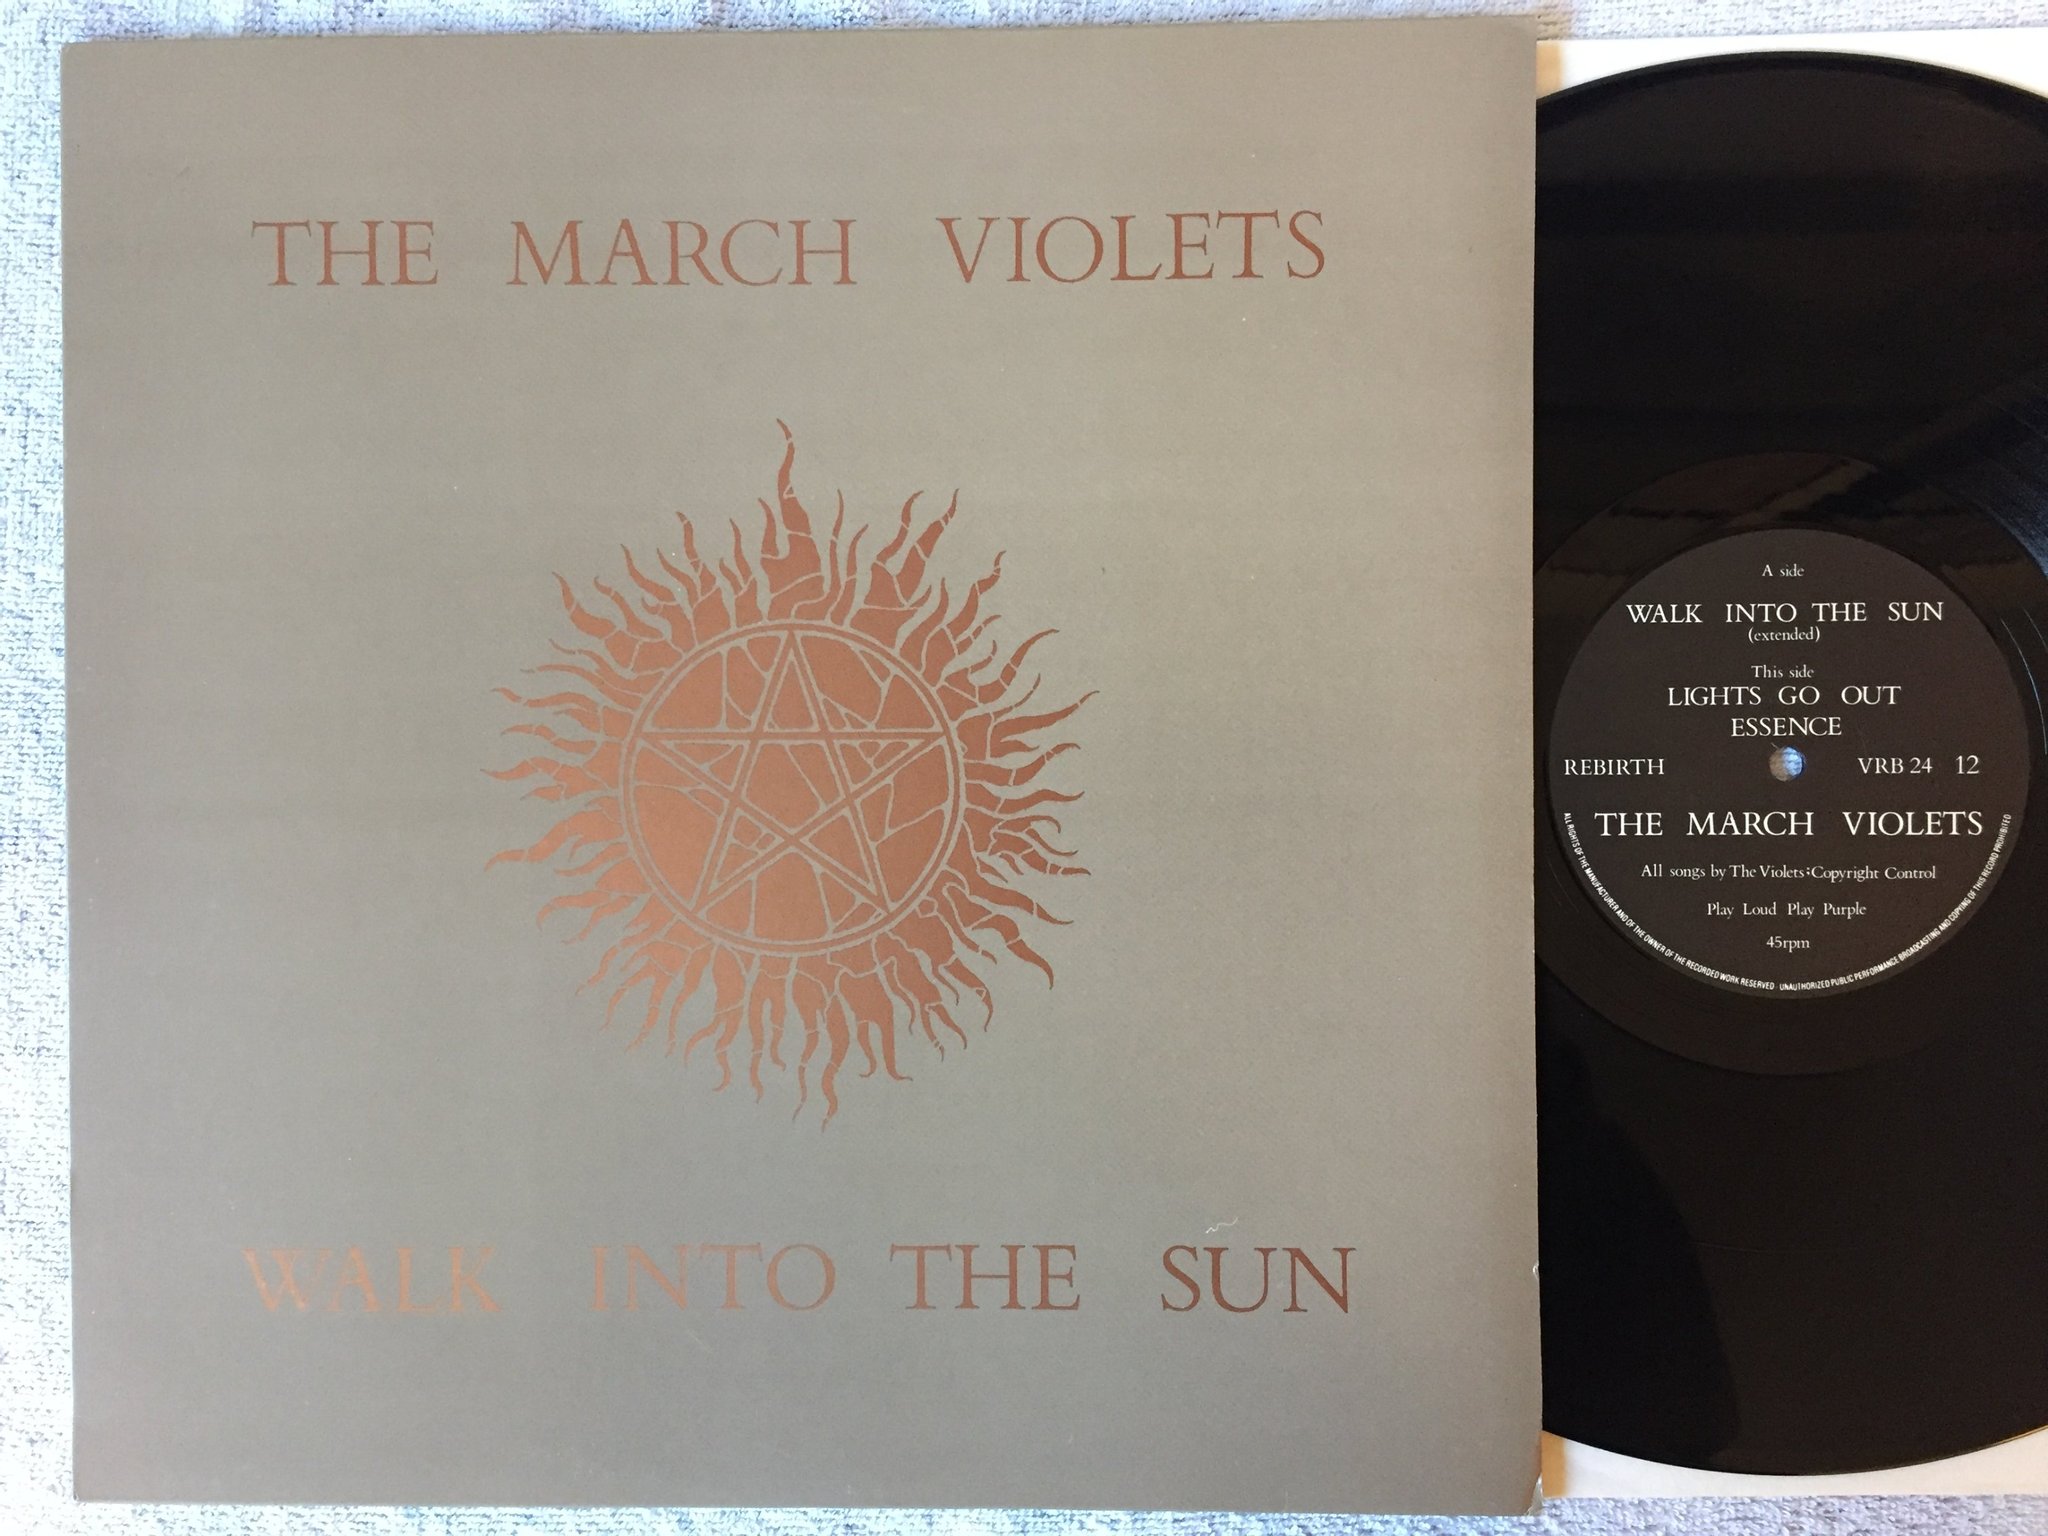 THE MARCH VIOLETS
WALK INTO THE SUN
A side
WALK INTO THE SUN
(extended)
This side
LIGHTS GO OUT
ESSENCE
REBIRTH VRB 24 12
THE MARCH VIOLETS
All songs by The Violets;Copyright Control
Play Loud Play Purple
45rpm
ALL RIGHTS OF THE MANUFACTURER AND OF THE OWNER OF THE RECORDED WORK RESERVED UNAUTHORIZED PUBLIC PERFORMANCE BROADCASTING AND COPYING OF THIS RECORD PROHIBITED